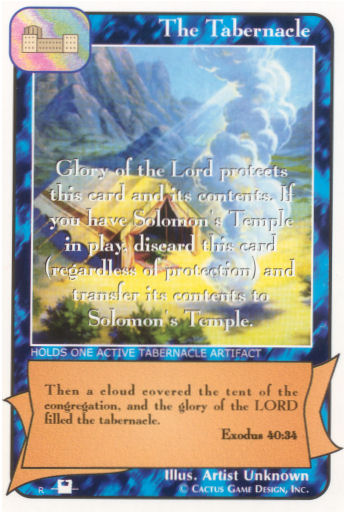 The Tabernacle
Glory of the Lord protects
this card and its contents. If
you have Solomon's Temple
in play, discard this card
(regardless of protection) and
transfer its contents to
Solomon's Temple.
HOLDS ONE ACTIVE TABERNACLE ARTIFACT
Then a cloud covered the tent of the
congregation, and the glory of the LORD
filled the tabernacle.
Exodus 40:34
Illus. Artist Unknown
R
© CACTUS GAME DESIGN, INC.